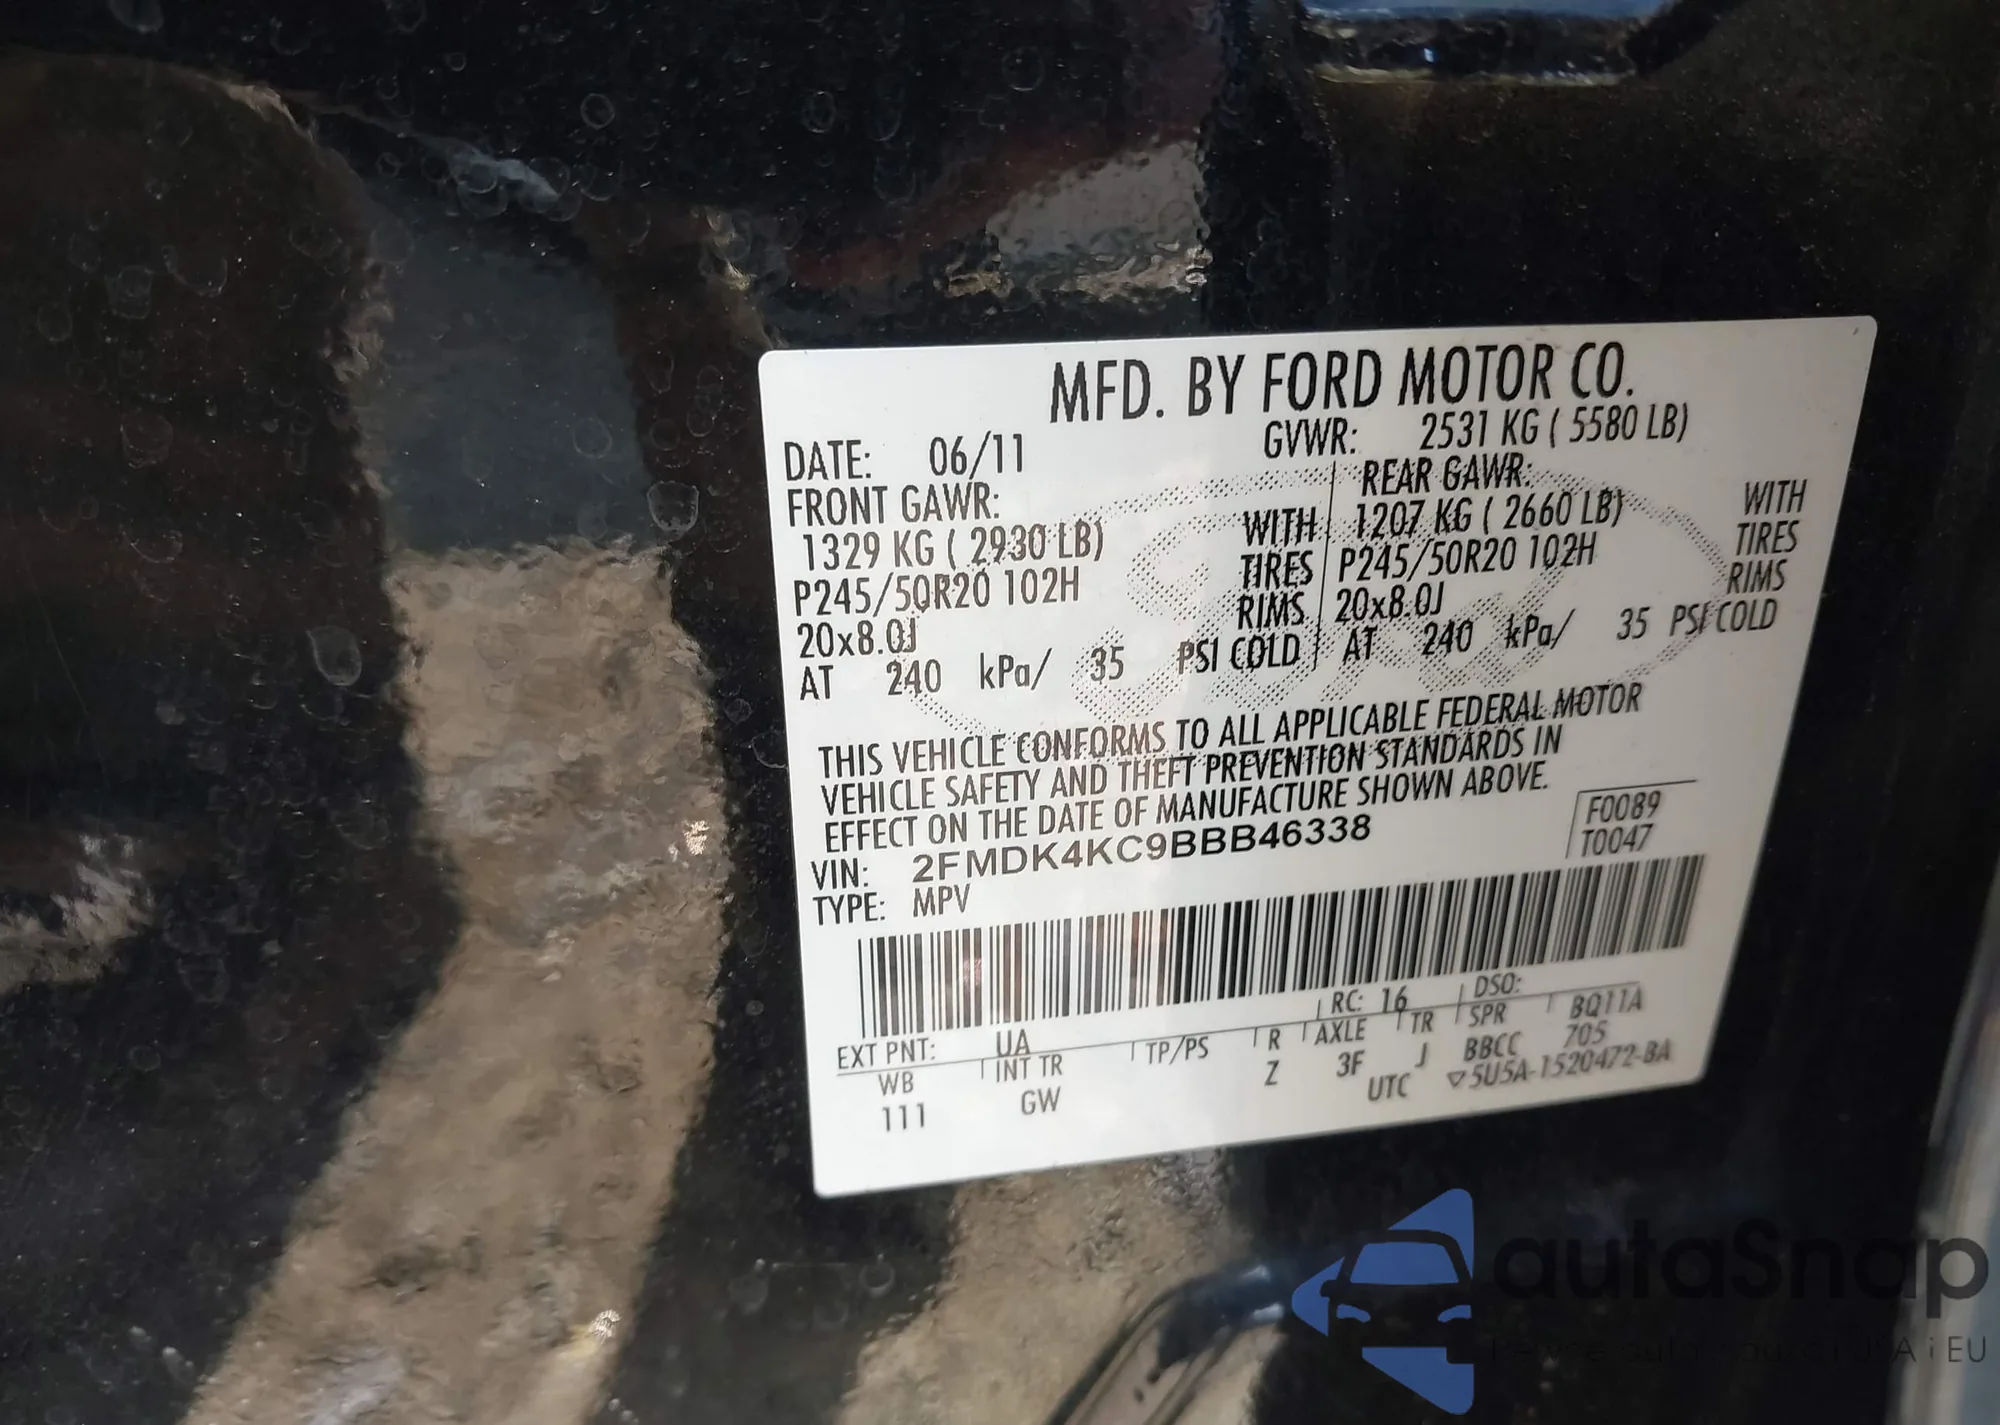 MFD. BY FORD MOTOR CO.
DATE: 06/11 GVWR: 2531 KG ( 5580 LB)
FRONT GAWR: REAR GAWR:
1329 KG ( 2930 LB) WITH 1207 KG ( 2660 LB) WITH
P245/50R20 102H TIRES P245/50R20 102H TIRES
20x8.0J RIMS 20x8.0J RIMS
AT 240 kPa/ 35 PSI COLD AT 240 kPa/ 35 PSI COLD
THIS VEHICLE CONFORMS TO ALL APPLICABLE FEDERAL MOTOR
VEHICLE SAFETY AND THEFT PREVENTION STANDARDS IN
EFFECT ON THE DATE OF MANUFACTURE SHOWN ABOVE.
F0089
VIN: 2FMDK4KC9BBB46338 T0047
TYPE: MPV
EXT PNT: UA RC: 16 DSO:
WB INT TR TP/PS R AXLE TR SPR BQ11A
111 GW Z 3F J BBCC 705
UTC ▽5U5A-1520472-BA
autoSnap
A i EU